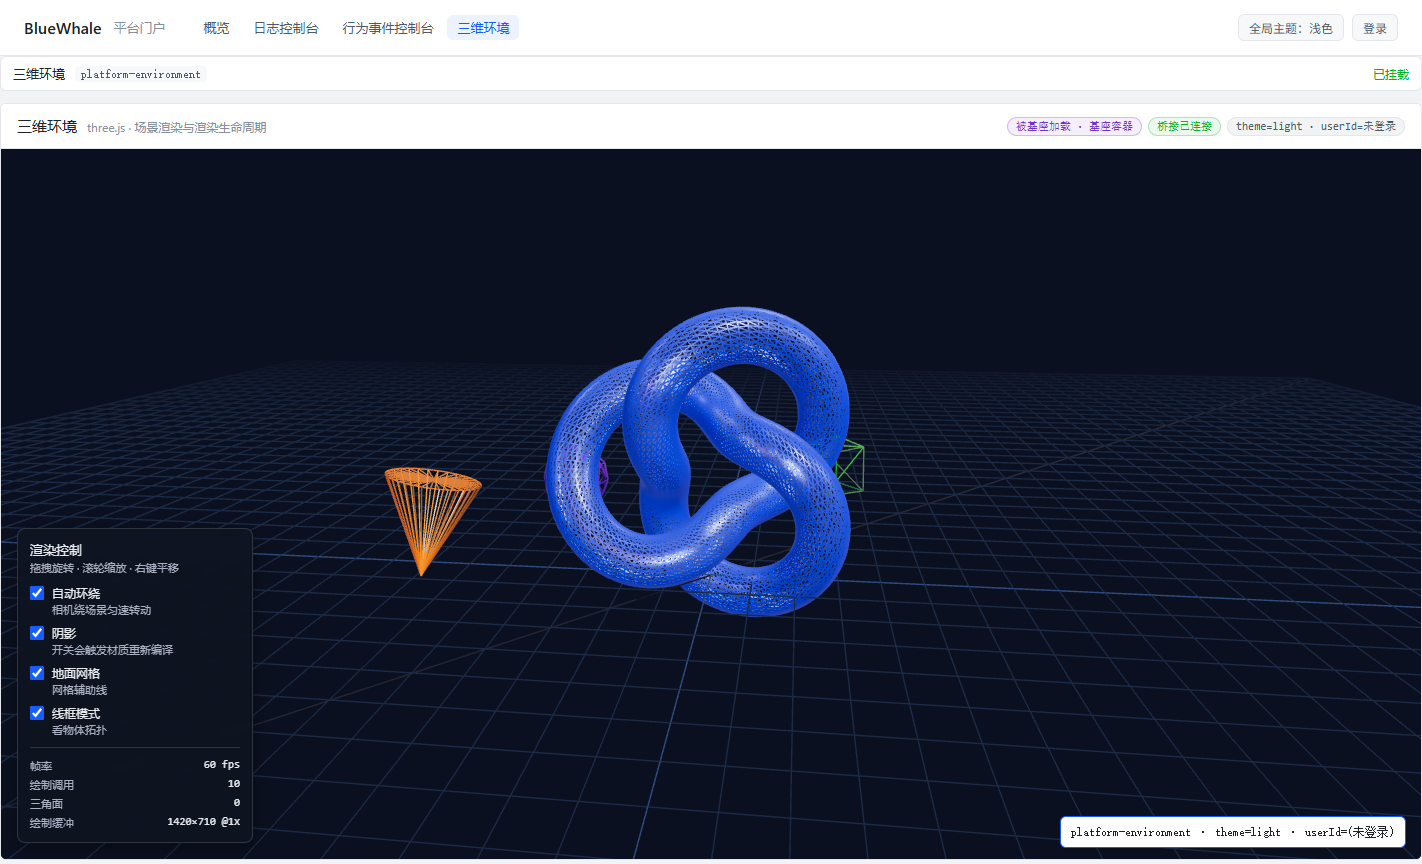 BlueWhale 平台门户 概览 日志控制台 行为事件控制台 三维环境 全局主题：浅色 登录
三维环境 platform-environment 已挂载
三维环境 three.js · 场景渲染与渲染生命周期 被基座加载 · 基座容器 桥接已连接 theme=light · userId=未登录
渲染控制
拖拽旋转 · 滚轮缩放 · 右键平移
自动环绕
相机绕场景匀速转动
阴影
开关会触发材质重新编译
地面网格
网格辅助线
线框模式
看物体拓扑
帧率 60 fps
绘制调用 10
三角面 0
绘制缓冲 1420×710 @1x
platform-environment · theme=light · userId=(未登录)